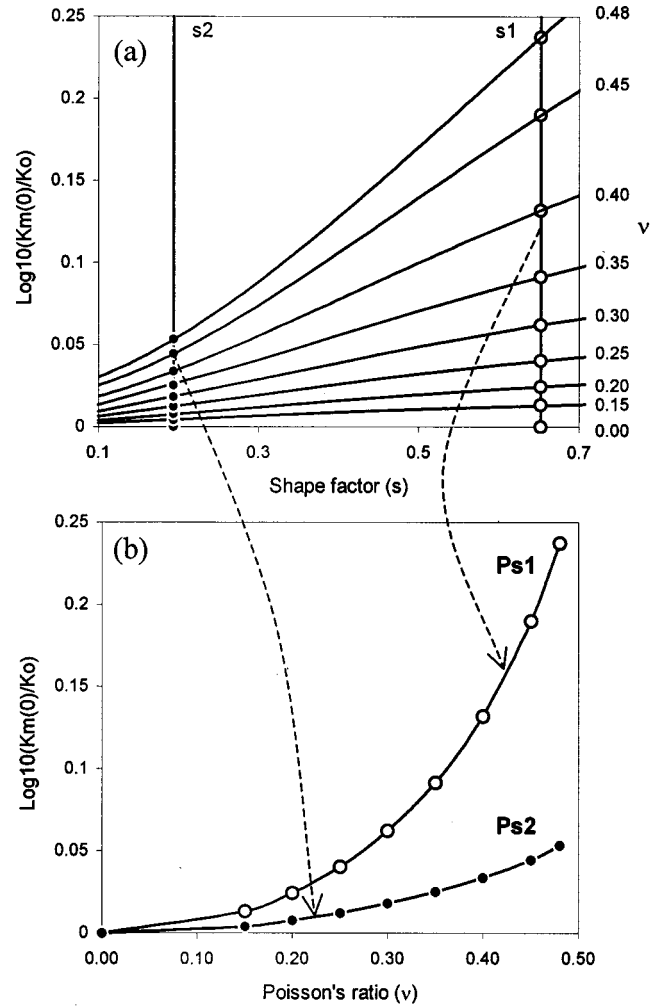 (a)
s2
s1
0.25
0.2
0.15
0.1
0.05
0
Log10(Km(0)/Ko)
0.48
0.45
0.40
0.35
0.30
0.25
0.20
0.15
0.00
ν
0.1
0.3
0.5
0.7
Shape factor (s)
(b)
Ps1
Ps2
0.25
0.2
0.15
0.1
0.05
0
Log10(Km(0)/Ko)
0.00
0.10
0.20
0.30
0.40
0.50
Poisson's ratio (ν)